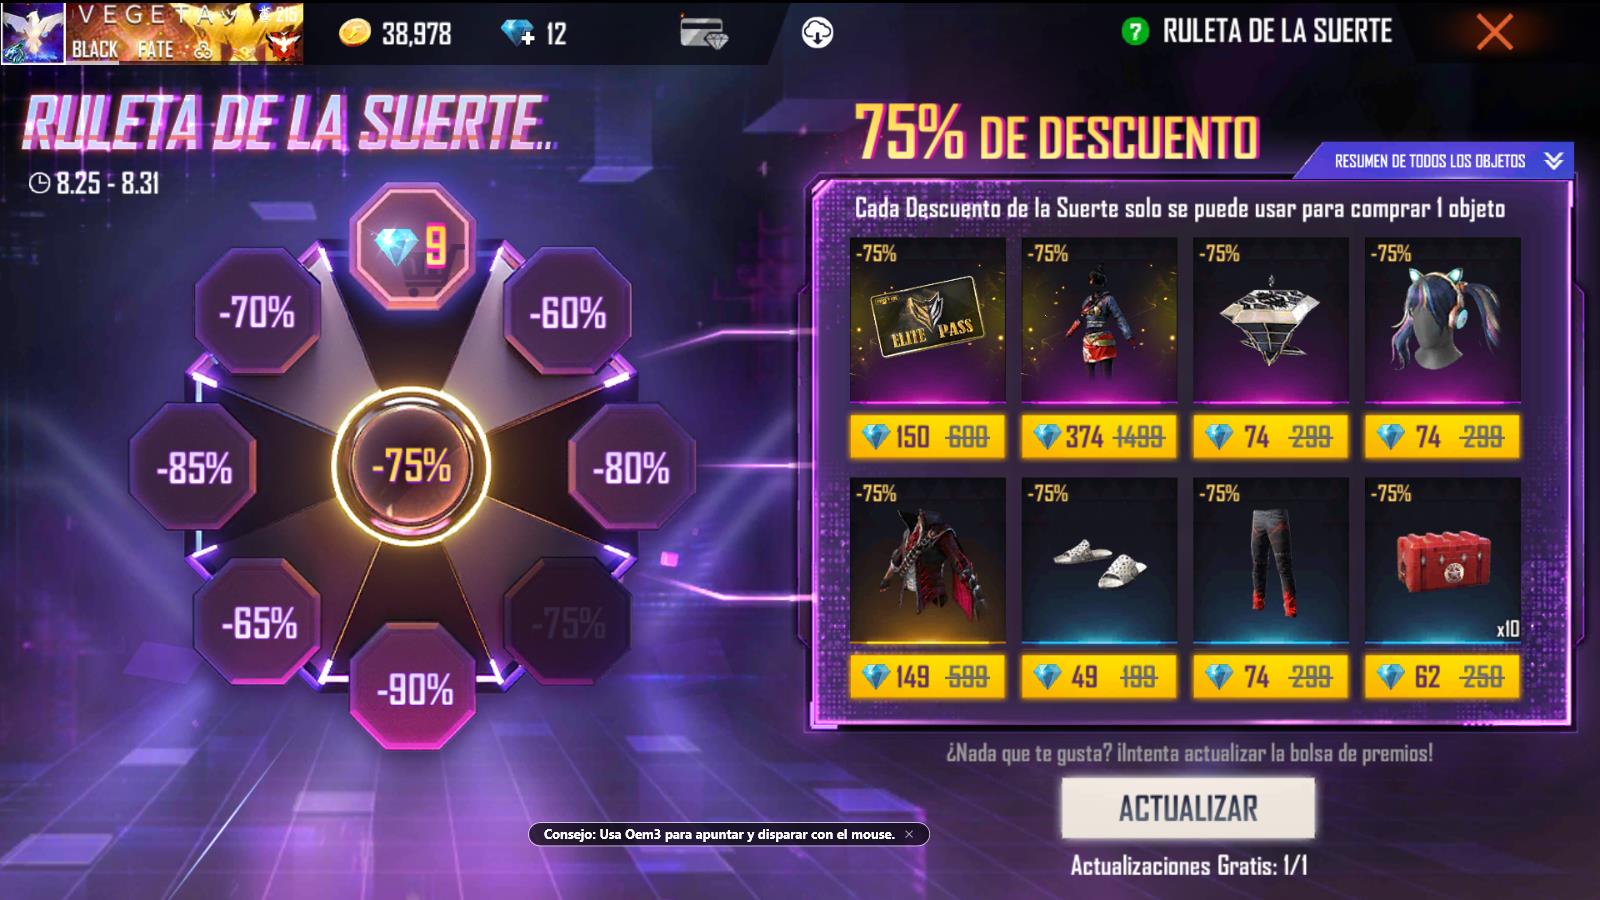 VEGETA
215
BLACK FATE
38,978
12
? RULETA DE LA SUERTE
RULETA DE LA SUERTE..
8.25 - 8.31
9
-70%
-60%
-85%
-75%
-80%
-65%
-75%
-90%
75% DE DESCUENTO
RESUMEN DE TODOS LOS OBJETOS
Cada Descuento de la Suerte solo se puede usar para comprar 1 objeto
-75% -75% -75% -75%
ELITE PASS
150 600 374 1499 74 299 74 299
-75% -75% -75% -75%
x10
149 599 49 199 74 299 62 250
¿Nada que te gusta? ¡Intenta actualizar la bolsa de premios!
ACTUALIZAR
Actualizaciones Gratis: 1/1
Consejo: Usa Oem3 para apuntar y disparar con el mouse.